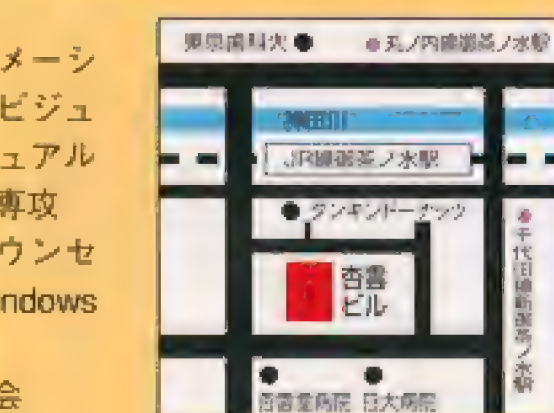 メーシ
ビジュ
ュアル
専攻
ウンセ
ndows
会
東京歯科大
丸ノ内線御茶ノ水駅
神田川
JR線御茶ノ水駅
ダンキンドーナッツ
杏雲
ビル
千代田線新御茶ノ水駅
杏雲堂病院 日大病院